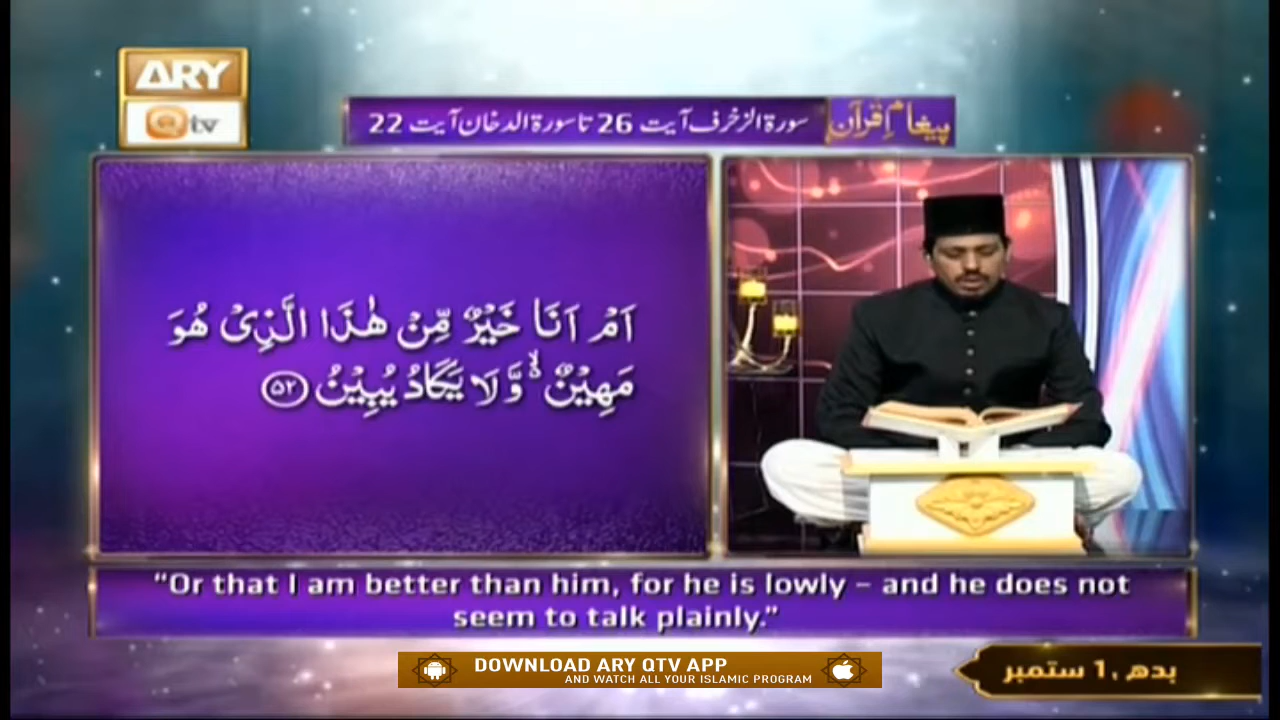 ARY
Qtv
پیغام قرآن
سورۃ الزخرف آیت 26 تا سورۃ الدخان آیت 22
اَمۡ اَنَا خَیۡرٌ مِّنۡ ہٰذَا الَّذِیۡ ہُوَ
مَہِیۡنٌ ۬ۙ وَّ لَا یَکَادُ یُبِیۡنُ ﴿۵۲﴾
“Or that I am better than him, for he is lowly – and he does not
seem to talk plainly.”
DOWNLOAD ARY QTV APP
AND WATCH ALL YOUR ISLAMIC PROGRAM
بدھ، 1 ستمبر